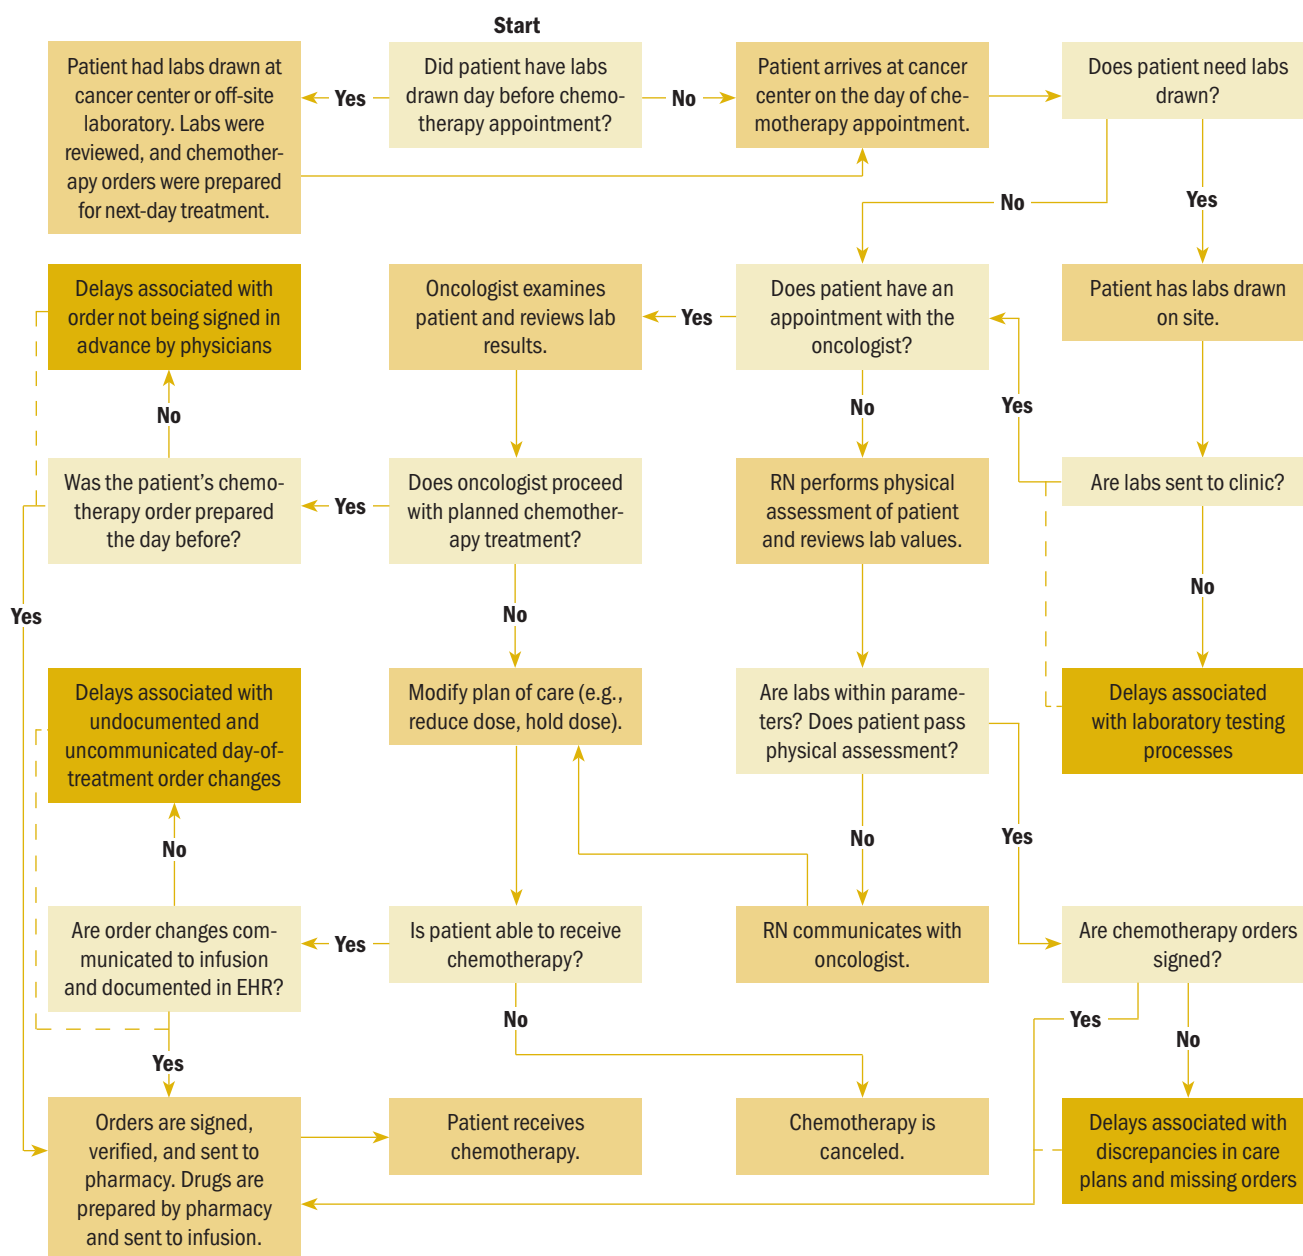 Start
Patient had labs drawn at
cancer center or off-site
laboratory. Labs were
reviewed, and chemother-
apy orders were prepared
for next-day treatment.
Yes
Did patient have labs
drawn day before chemo-
therapy appointment?
No
Patient arrives at cancer
center on the day of che-
motherapy appointment.
Does patient need labs
drawn?
No
Yes
Delays associated with
order not being signed in
advance by physicians
Oncologist examines
patient and reviews lab
results.
Yes
Does patient have an
appointment with the
oncologist?
Patient has labs drawn
on site.
No
No
Yes
Was the patient's chemo-
therapy order prepared
the day before?
Yes
Does oncologist proceed
with planned chemother-
apy treatment?
RN performs physical
assessment of patient
and reviews lab values.
Are labs sent to clinic?
Yes
No
No
Delays associated with
undocumented and
uncommunicated day-of-
treatment order changes
Modify plan of care (e.g.,
reduce dose, hold dose).
Are labs within parame-
ters? Does patient pass
physical assessment?
Delays associated
with laboratory testing
processes
No
No
Yes
Are order changes com-
municated to infusion
and documented in EHR?
Yes
Is patient able to receive
chemotherapy?
RN communicates with
oncologist.
Are chemotherapy orders
signed?
Yes
No
Yes
No
Orders are signed,
verified, and sent to
pharmacy. Drugs are
prepared by pharmacy
and sent to infusion.
Patient receives
chemotherapy.
Chemotherapy is
canceled.
Delays associated with
discrepancies in care
plans and missing orders